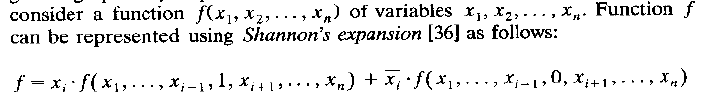 consider a function f(x₁, x₂, . . . , xₙ) of variables x₁, x₂, . . . , xₙ. Function f
can be represented using Shannon's expansion [36] as follows:
f = xᵢ · f(x₁, . . . , xᵢ₋₁, 1, xᵢ₊₁, . . . , xₙ) + x̅ᵢ · f(x₁, . . . , xᵢ₋₁, 0, xᵢ₊₁, . . . , xₙ)